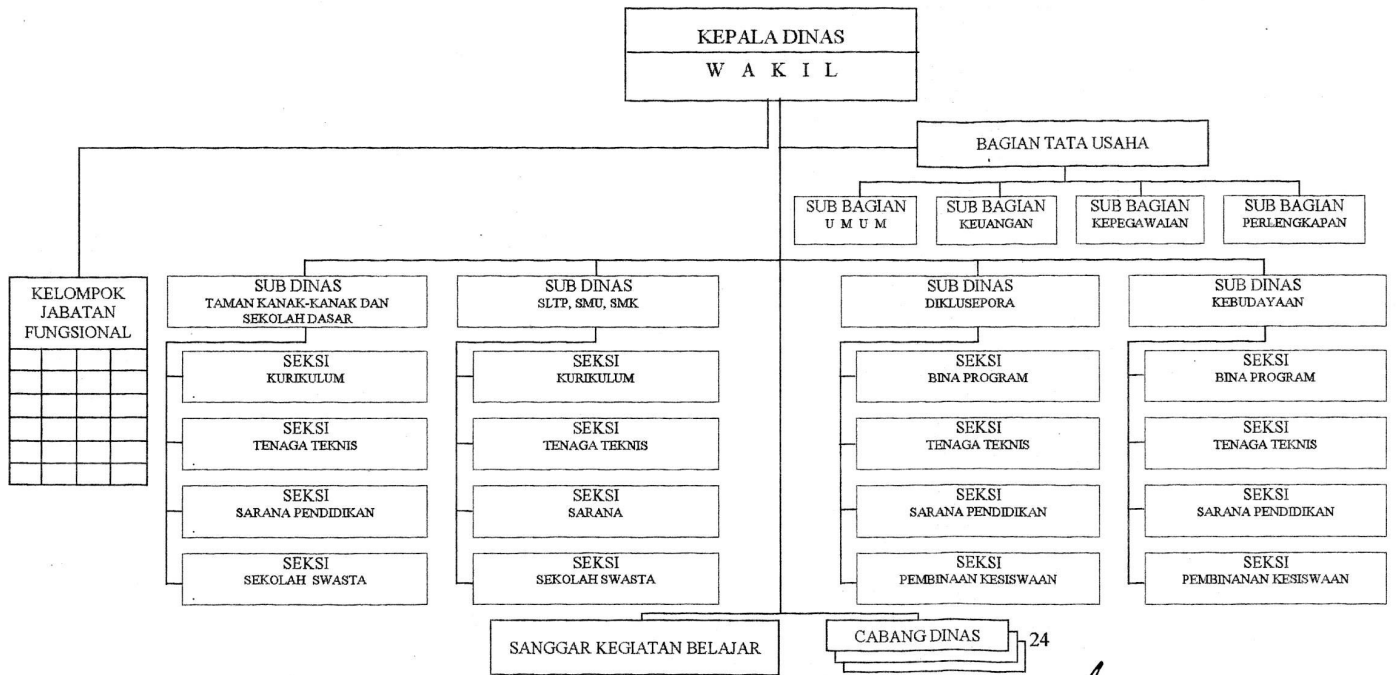 KEPALA DINAS
W A K I L
BAGIAN TATA USAHA
SUB BAGIAN
U M U M
SUB BAGIAN
KEUANGAN
SUB BAGIAN
KEPEGAWAIAN
SUB BAGIAN
PERLENGKAPAN
KELOMPOK
JABATAN
FUNGSIONAL
SUB DINAS
TAMAN KANAK-KANAK DAN
SEKOLAH DASAR
SEKSI
KURIKULUM
SEKSI
TENAGA TEKNIS
SEKSI
SARANA PENDIDIKAN
SEKSI
SEKOLAH SWASTA
SUB DINAS
SLTP, SMU, SMK
SEKSI
KURIKULUM
SEKSI
TENAGA TEKNIS
SEKSI
SARANA
SEKSI
SEKOLAH SWASTA
SUB DINAS
DIKLUSEPORA
SEKSI
BINA PROGRAM
SEKSI
TENAGA TEKNIS
SEKSI
SARANA PENDIDIKAN
SEKSI
PEMBINAAN KESISWAAN
SUB DINAS
KEBUDAYAAN
SEKSI
BINA PROGRAM
SEKSI
TENAGA TEKNIS
SEKSI
SARANA PENDIDIKAN
SEKSI
PEMBINANAN KESISWAAN
SANGGAR KEGIATAN BELAJAR
CABANG DINAS
24